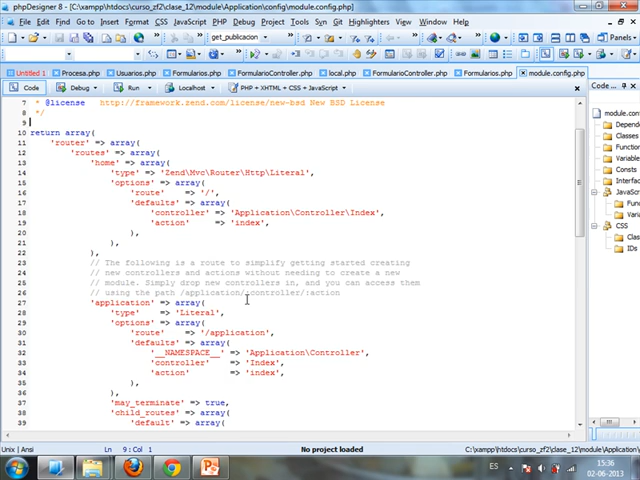 phpDesigner 8 - [C:\xampp\htdocs\curso_zf2\clase_12\module\Application\config\module.config.php]
File Edit Go To Insert Project HTML CSS JavaScript PHP Debug Tools Git SQL Highlighters View Window Help
get_publicacion Panels
Untitled 1 Procesa.php Usuarios.php Formularios.php FormularioController.php local.php FormularioController.php Formularios.php module.config.php
Code Debug Run Localhost PHP + XHTML + CSS + JavaScript
7 * @license http://framework.zend.com/license/new-bsd New BSD License
8 */
9
10 return array(
11 'router' => array(
12 'routes' => array(
13 'home' => array(
14 'type' => 'Zend\Mvc\Router\Http\Literal',
15 'options' => array(
16 'route' => '/',
17 'defaults' => array(
18 'controller' => 'Application\Controller\Index',
19 'action' => 'index',
20 ),
21 ),
22 ),
23 // The following is a route to simplify getting started creating
24 // new controllers and actions without needing to create a new
25 // module. Simply drop new controllers in, and you can access them
26 // using the path /application/:controller/:action
27 'application' => array(
28 'type' => 'Literal',
29 'options' => array(
30 'route' => '/application',
31 'defaults' => array(
32 '__NAMESPACE__' => 'Application\Controller',
33 'controller' => 'Index',
34 'action' => 'index',
35 ),
36 ),
37 'may_terminate' => true,
38 'child_routes' => array(
39 'default' => array(
Code ...
module.co
Depender
Classes
Function
Variable
Consts
Interfac
JavaScr
Fun
Var
CSS
Clas
IDs
Unix | Ansi Ln 9 : Col 1 No project loaded C:\xampp\htdocs\curso_zf2\clase_12\module\Application
ES 15:36
02-06-2013